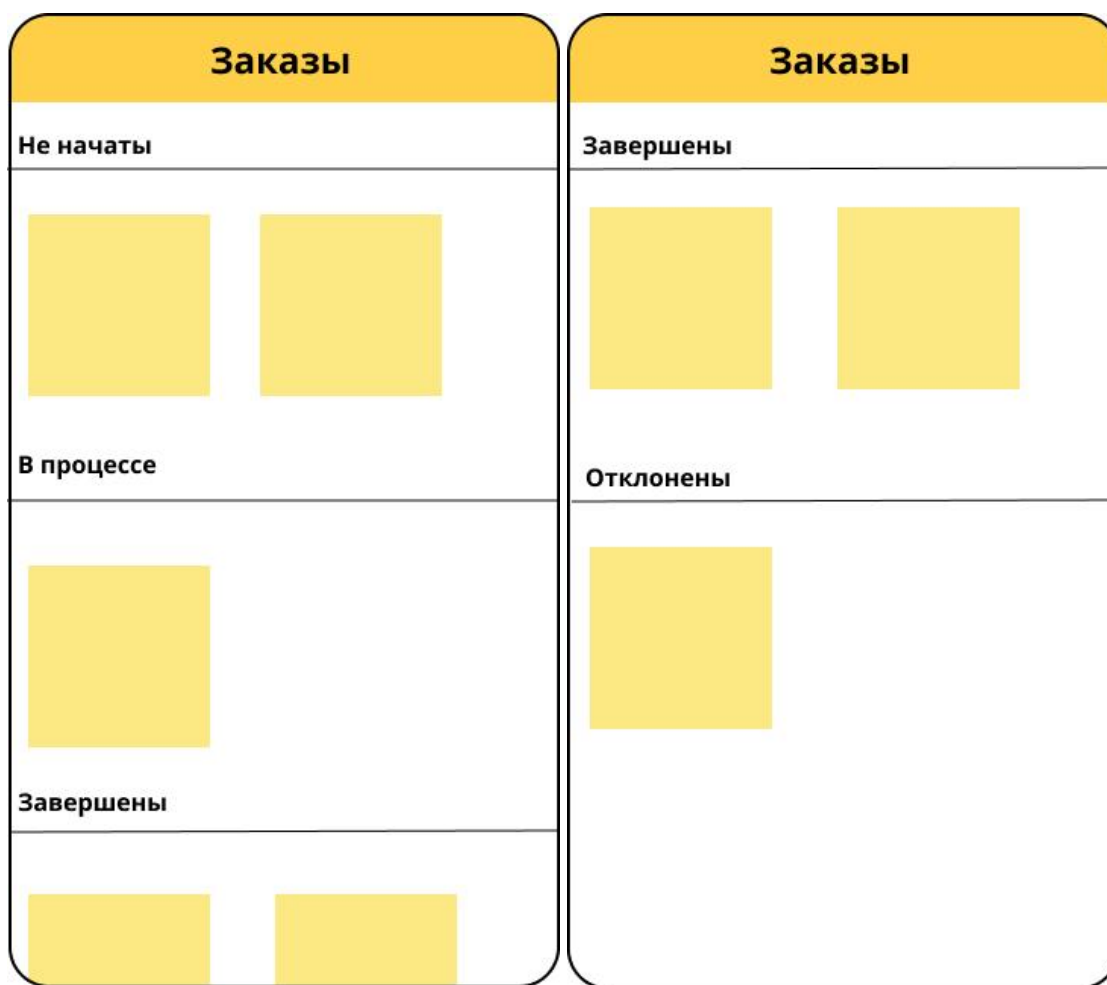 Заказы
Не начаты
В процессе
Завершены
Заказы
Завершены
Отклонены